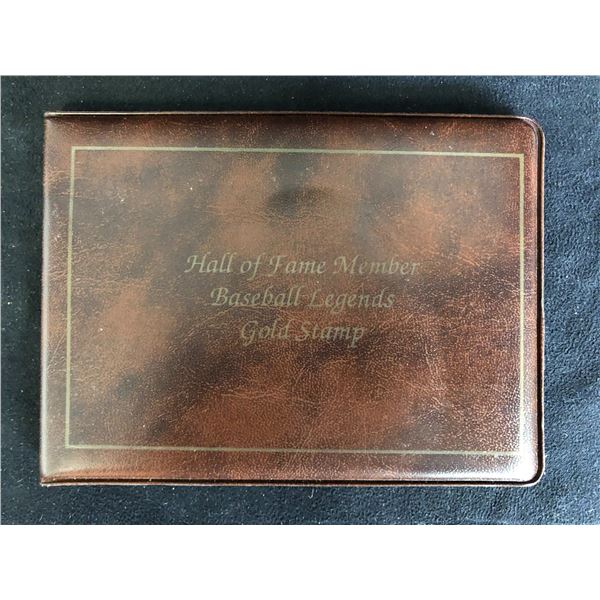 Hall of Fame Member
Baseball Legends
Gold Stamp